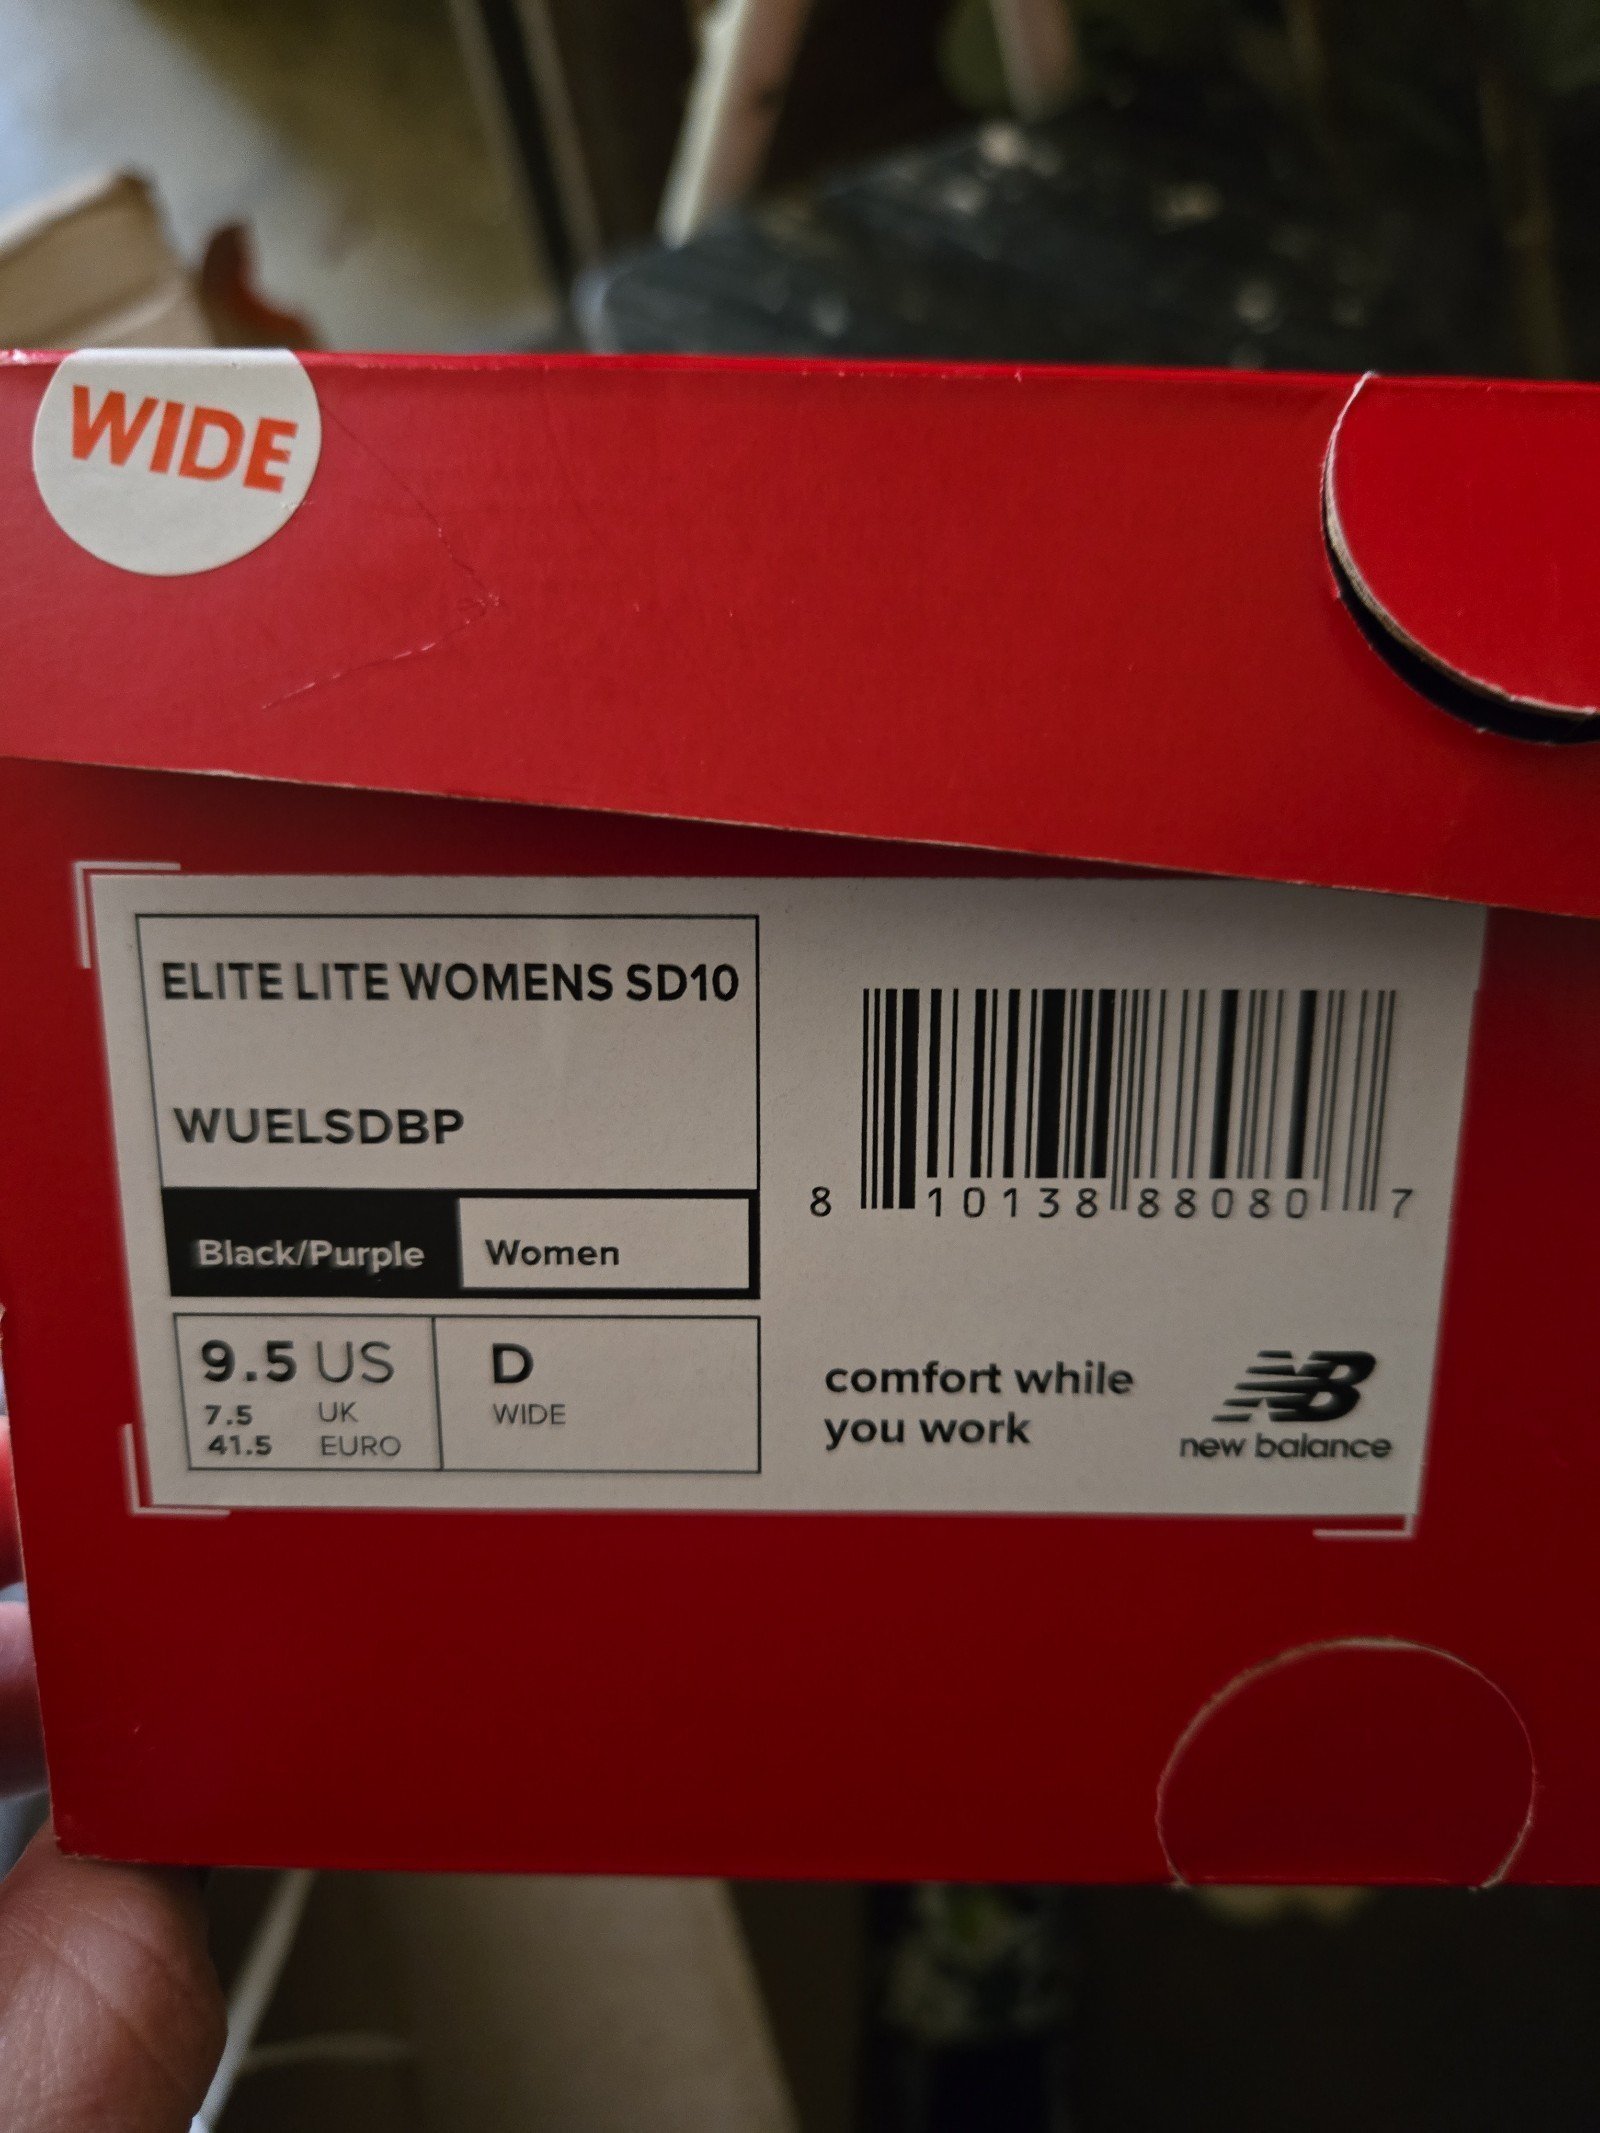 WIDE
ELITE LITE WOMENS SD10
WUELSDBP
Black/Purple Women
9.5 US D
7.5 UK WIDE
41.5 EURO
8 10138 88080 7
comfort while
you work
NB
new balance